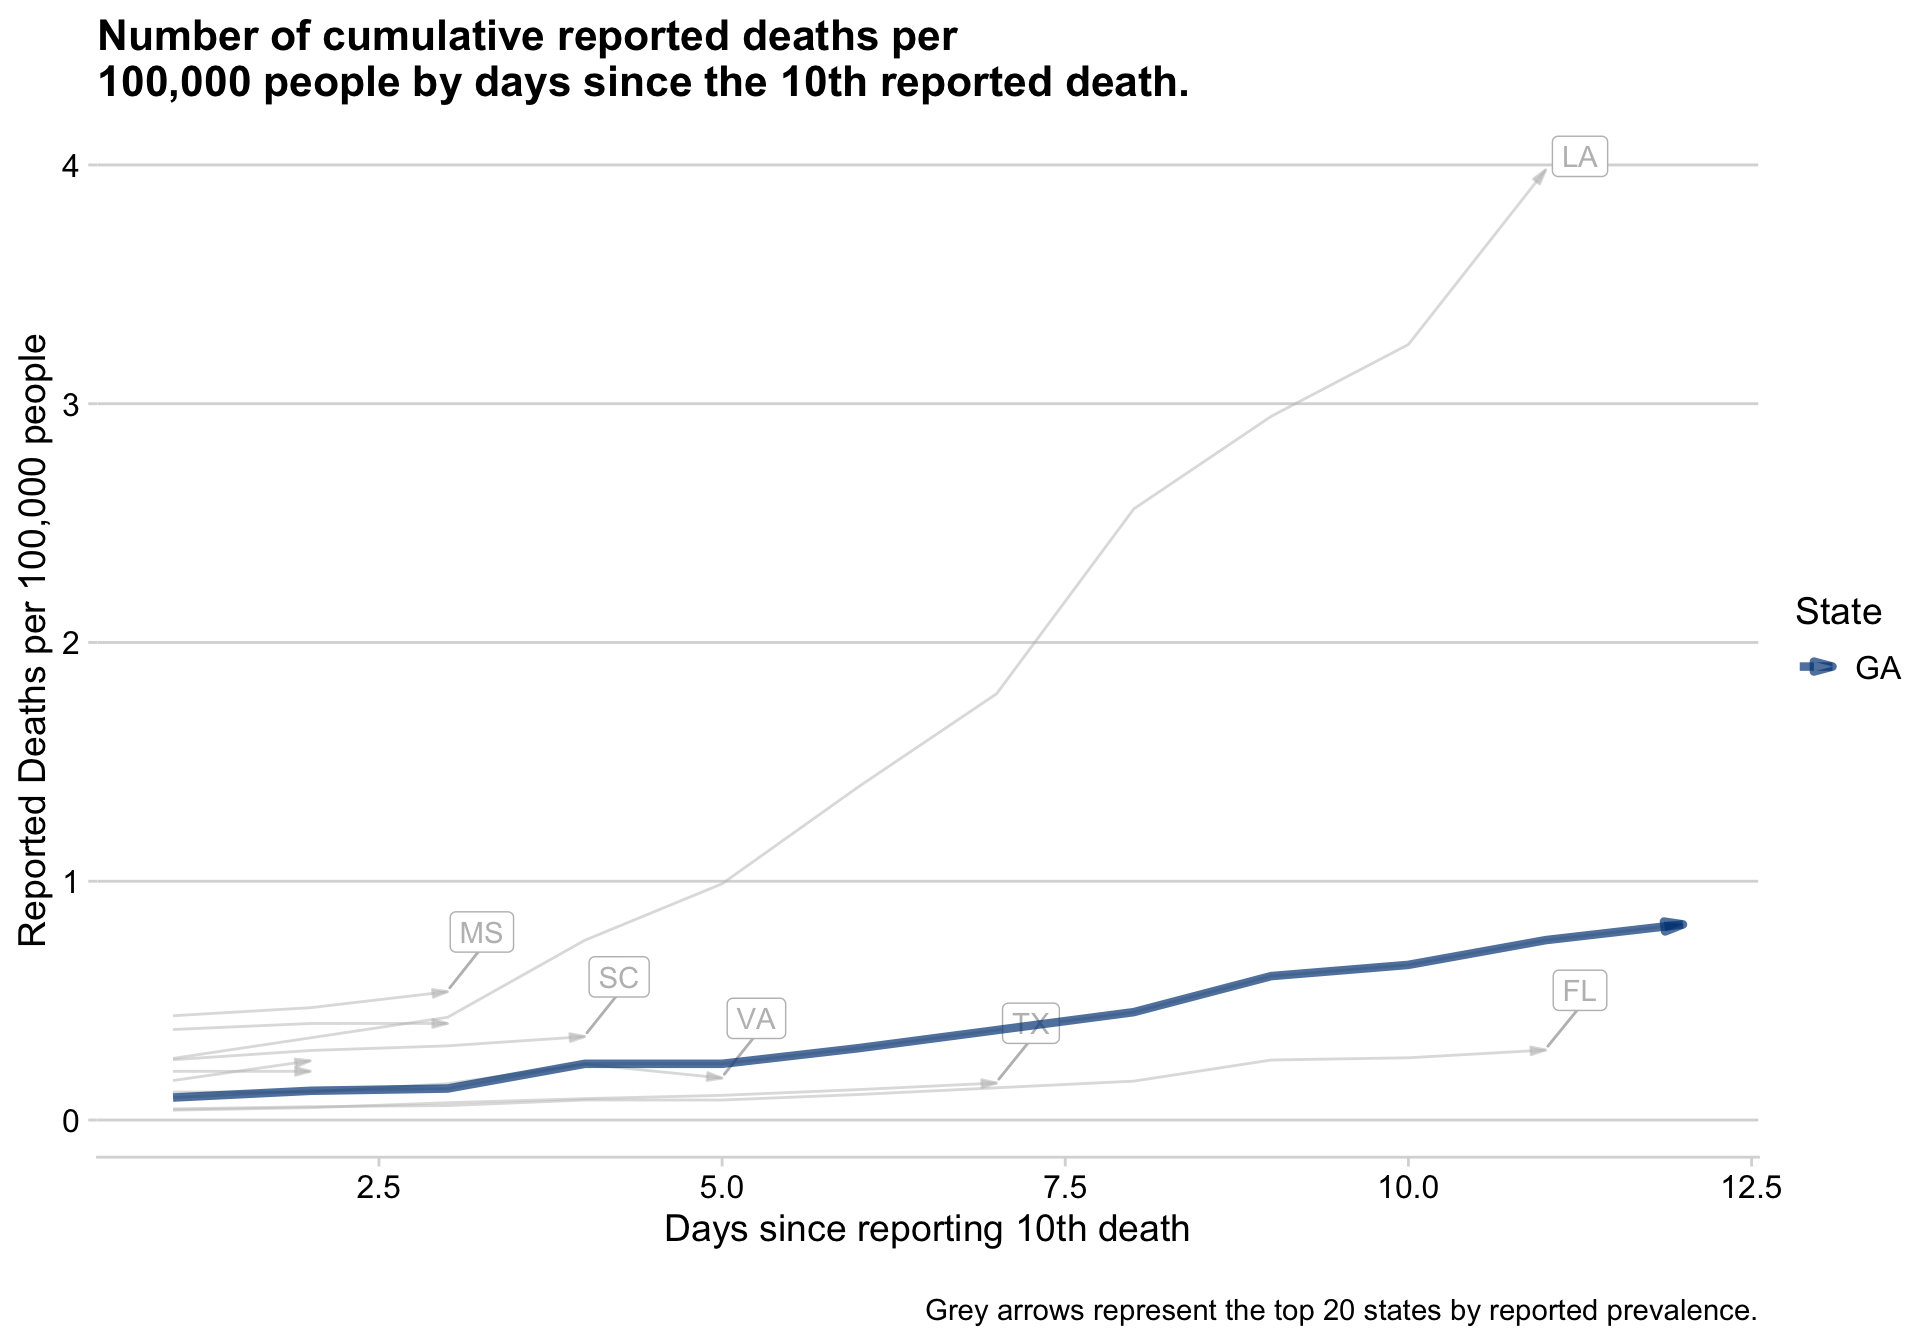 Number of cumulative reported deaths per
100,000 people by days since the 10th reported death.
Reported Deaths per 100,000 people
4
3
2
1
0
LA
MS
SC
VA
TX
FL
State
GA
2.5
5.0
7.5
10.0
12.5
Days since reporting 10th death
Grey arrows represent the top 20 states by reported prevalence.